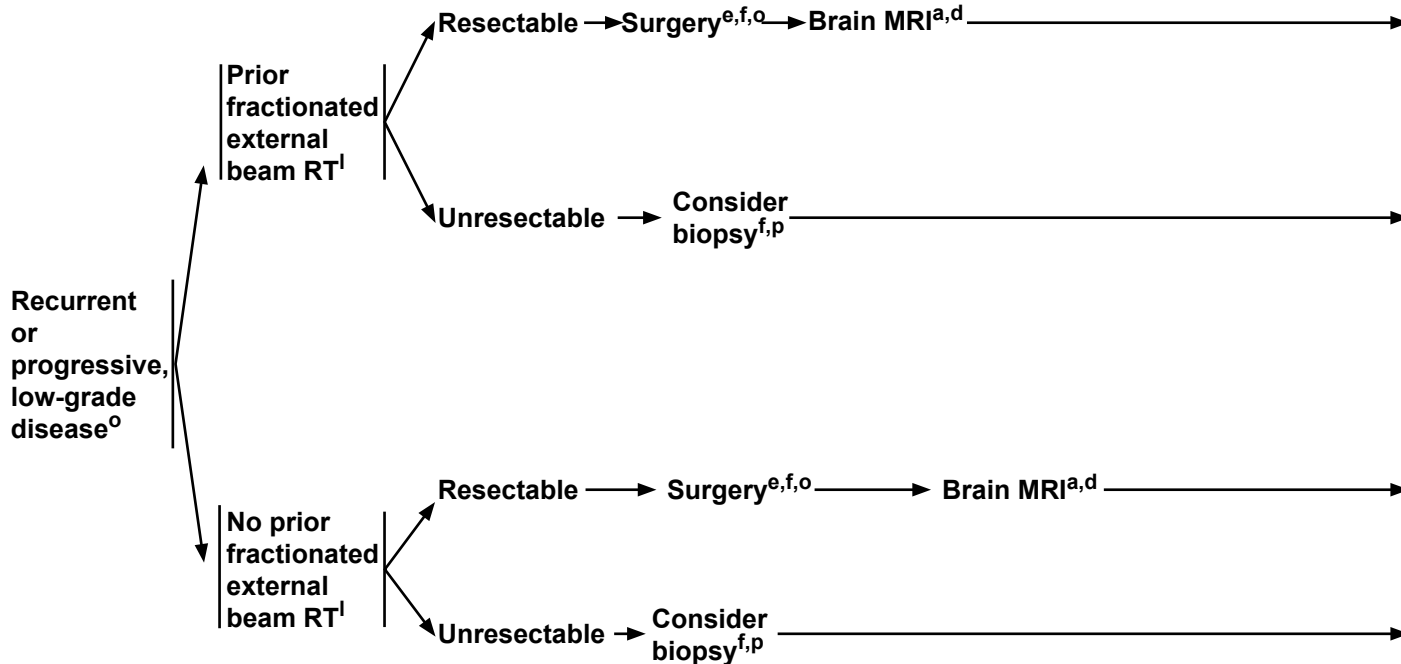 Recurrent
or
progressive,
low-grade
disease^o
Prior
fractionated
external
beam RT^l
Resectable
Surgery^e,f,o
Brain MRI^a,d
Unresectable
Consider
biopsy^f,p
No prior
fractionated
external
beam RT^l
Resectable
Surgery^e,f,o
Brain MRI^a,d
Unresectable
Consider
biopsy^f,p